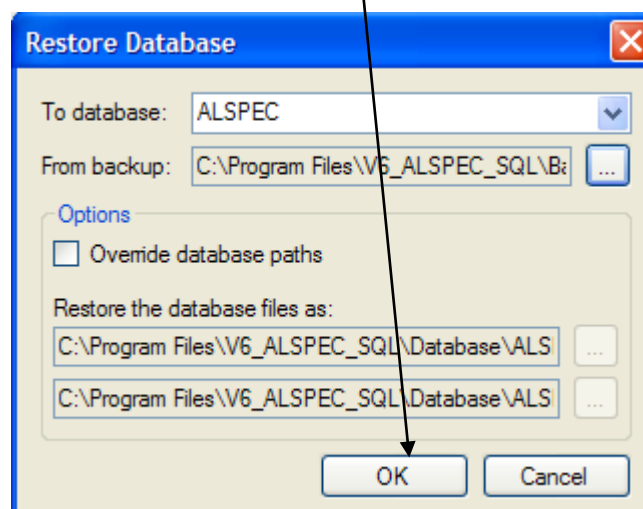 Restore Database
To database: ALSPEC
From backup: C:\Program Files\V6_ALSPEC_SQL\Ba ...
Options
Override database paths
Restore the database files as:
C:\Program Files\V6_ALSPEC_SQL\Database\ALS ...
C:\Program Files\V6_ALSPEC_SQL\Database\ALS ...
OK Cancel